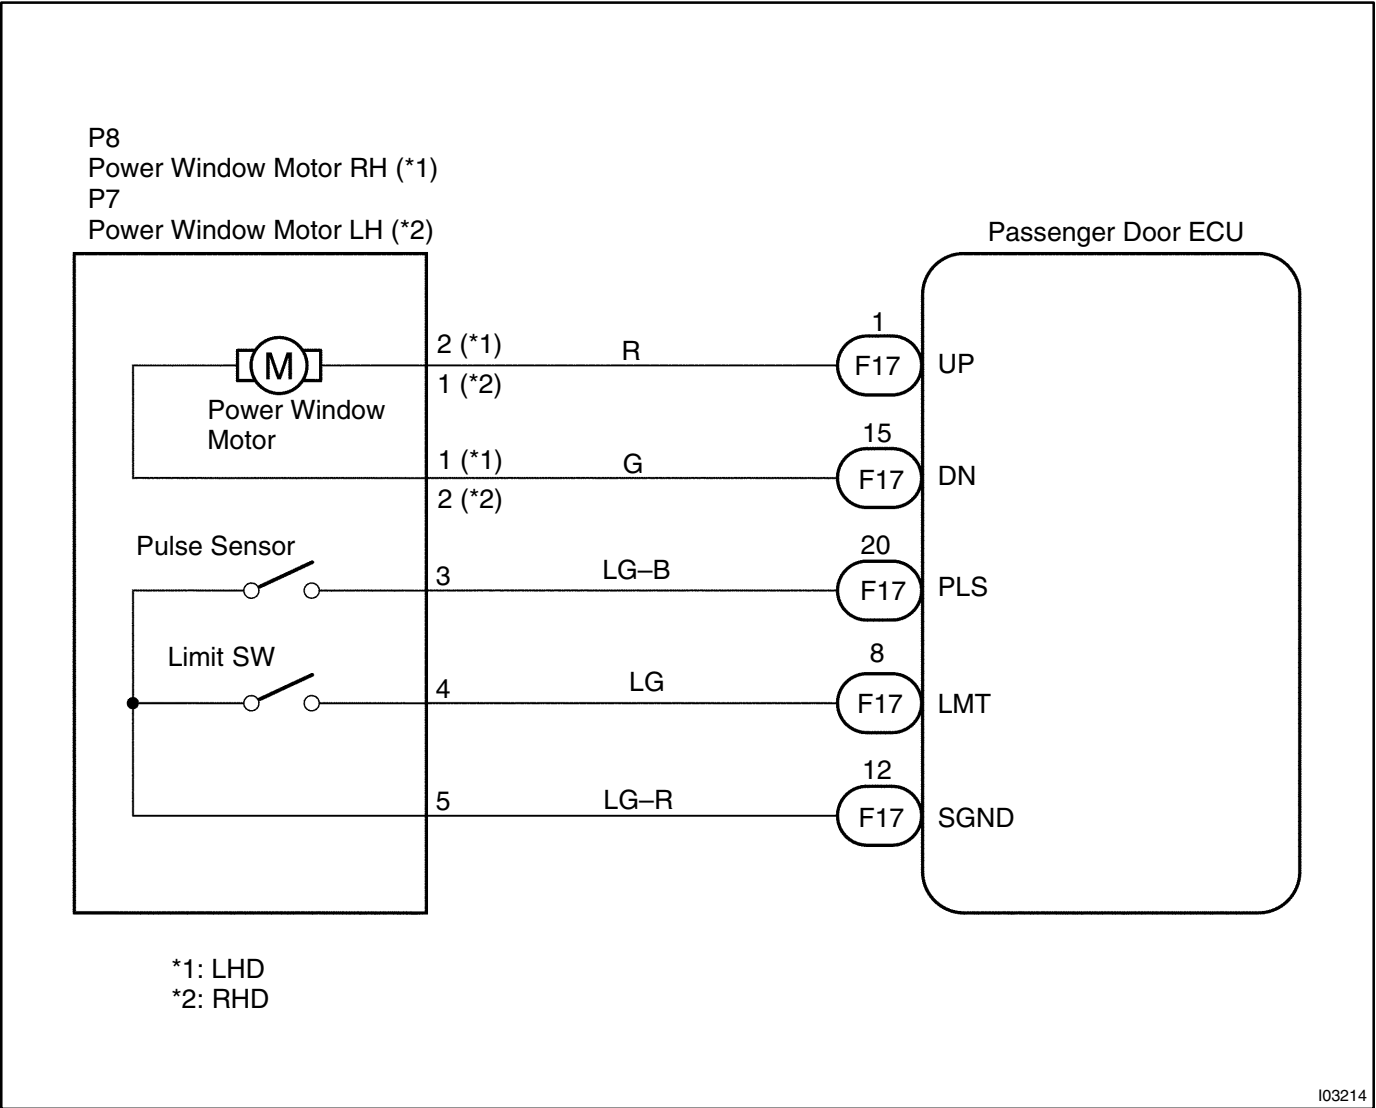 P8
Power Window Motor RH (*1)
P7
Power Window Motor LH (*2)
Passenger Door ECU
M
Power Window
Motor
2 (*1)
1 (*2)
R
1
F17
UP
1 (*1)
2 (*2)
G
15
F17
DN
Pulse Sensor
3
LG–B
20
F17
PLS
Limit SW
4
LG
8
F17
LMT
5
LG–R
12
F17
SGND
*1: LHD
*2: RHD
I03214